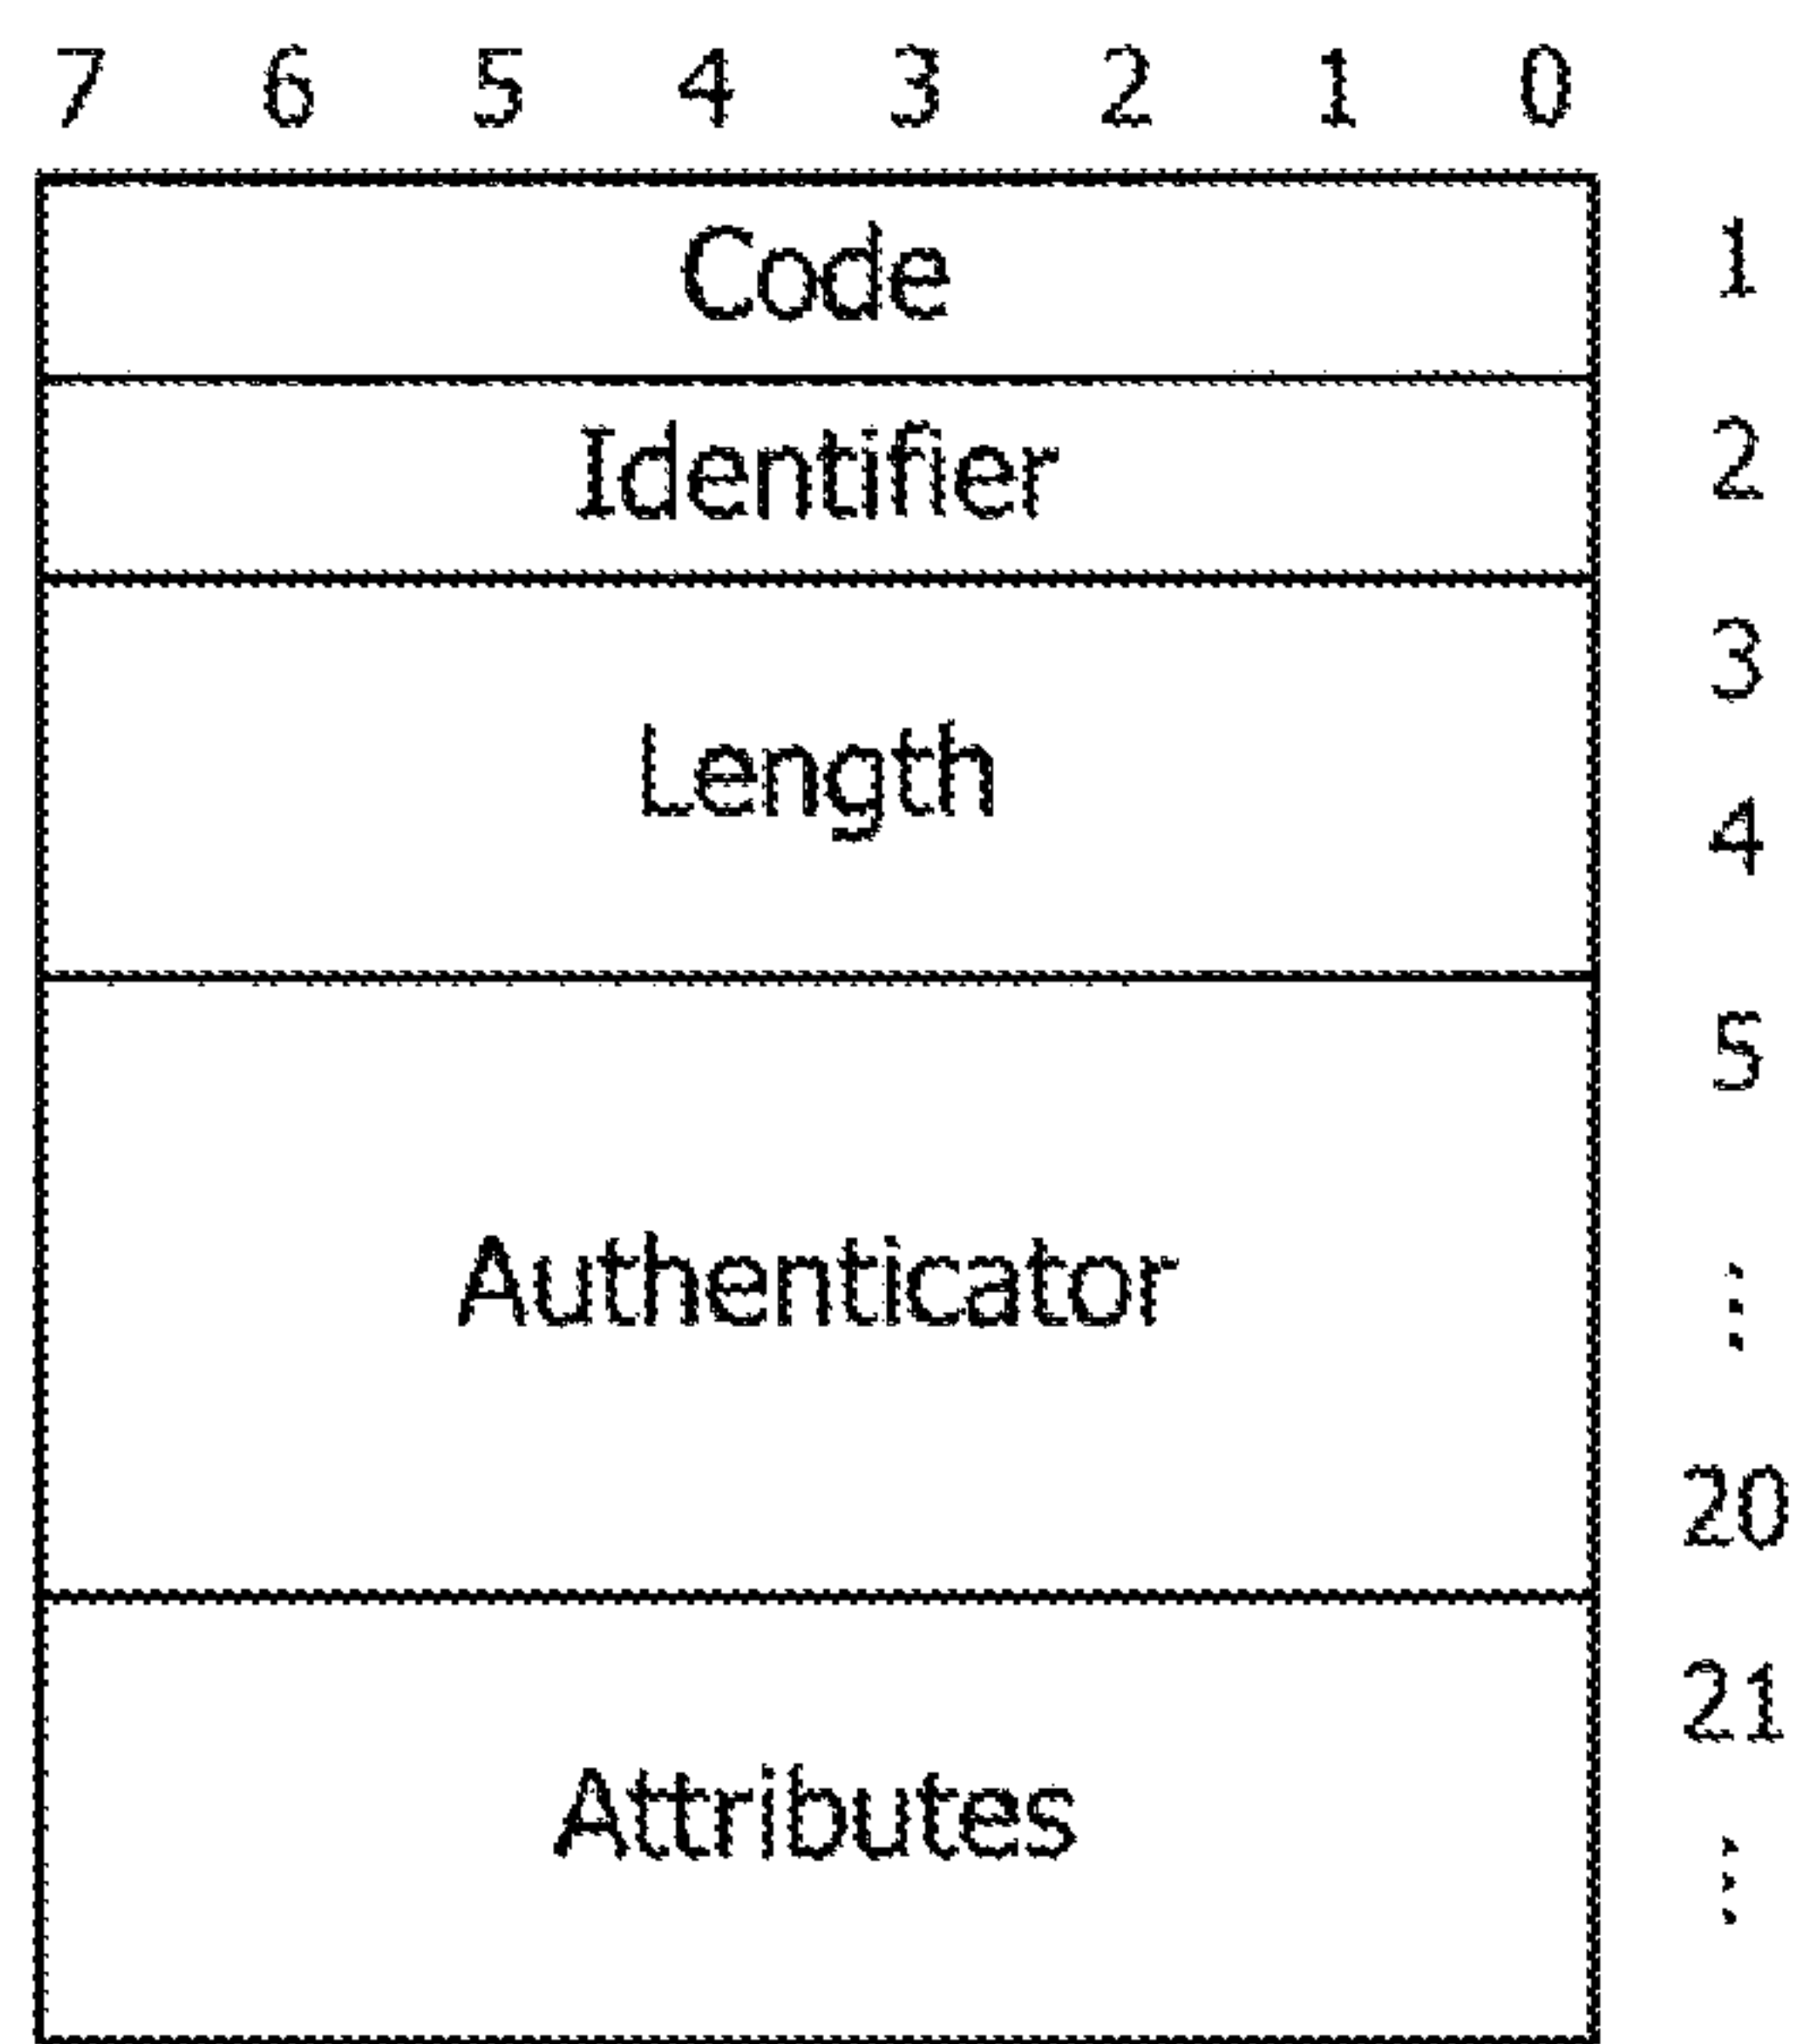 7 6 5 4 3 2 1 0
Code 1
Identifier 2
3
Length
4
5
Authenticator
⋮
20
21
Attributes
⋮